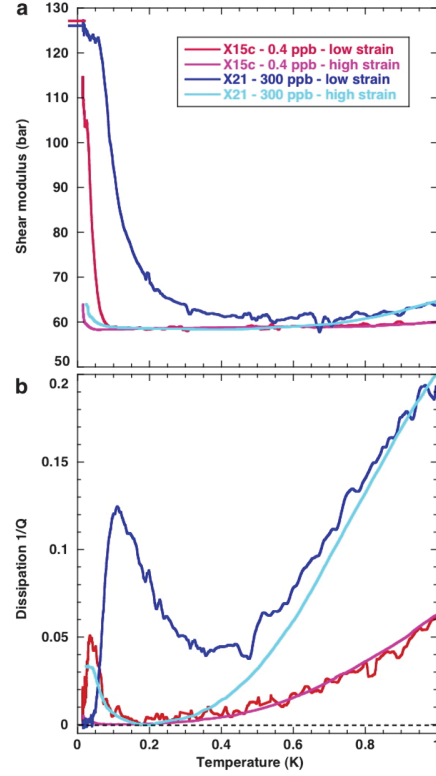 a
130
120
110
100
90
80
70
60
50
Shear modulus (bar)
X15c - 0.4 ppb - low strain
X15c - 0.4 ppb - high strain
X21 - 300 ppb - low strain
X21 - 300 ppb - high strain
b
0.2
0.15
0.1
0.05
0
Dissipation 1/Q
0 0.2 0.4 0.6 0.8
Temperature (K)